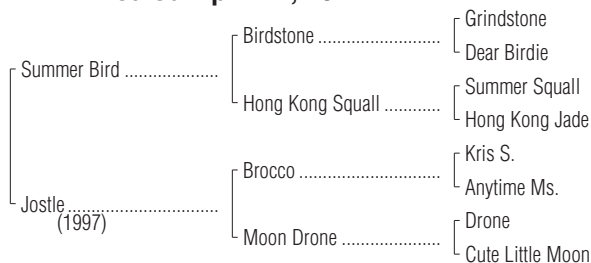 Grindstone
Birdstone
Dear Birdie
Summer Bird
Summer Squall
Hong Kong Squall
Hong Kong Jade
Kris S.
Brocco
Anytime Ms.
Jostle
(1997)
Drone
Moon Drone
Cute Little Moon